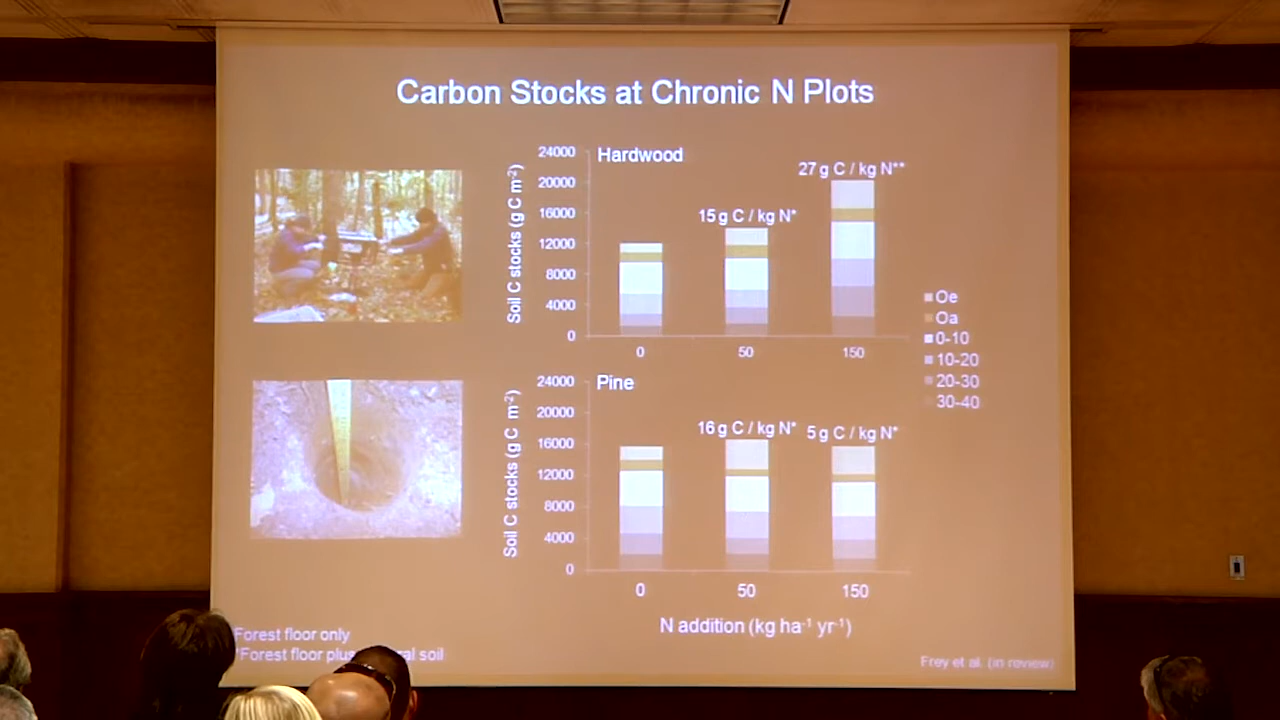 Carbon Stocks at Chronic N Plots
Hardwood
Soil C stocks (g C m-2)
24000
20000
16000
12000
8000
4000
0
15 g C / kg N*
27 g C / kg N**
0 50 150
Oe
Oa
0-10
10-20
20-30
30-40
Pine
Soil C stocks (g C m-2)
24000
20000
16000
12000
8000
4000
0
16 g C / kg N*
5 g C / kg N*
0 50 150
N addition (kg ha-1 yr-1)
Forest floor only
Forest floor soil
Frey et al. (in review)